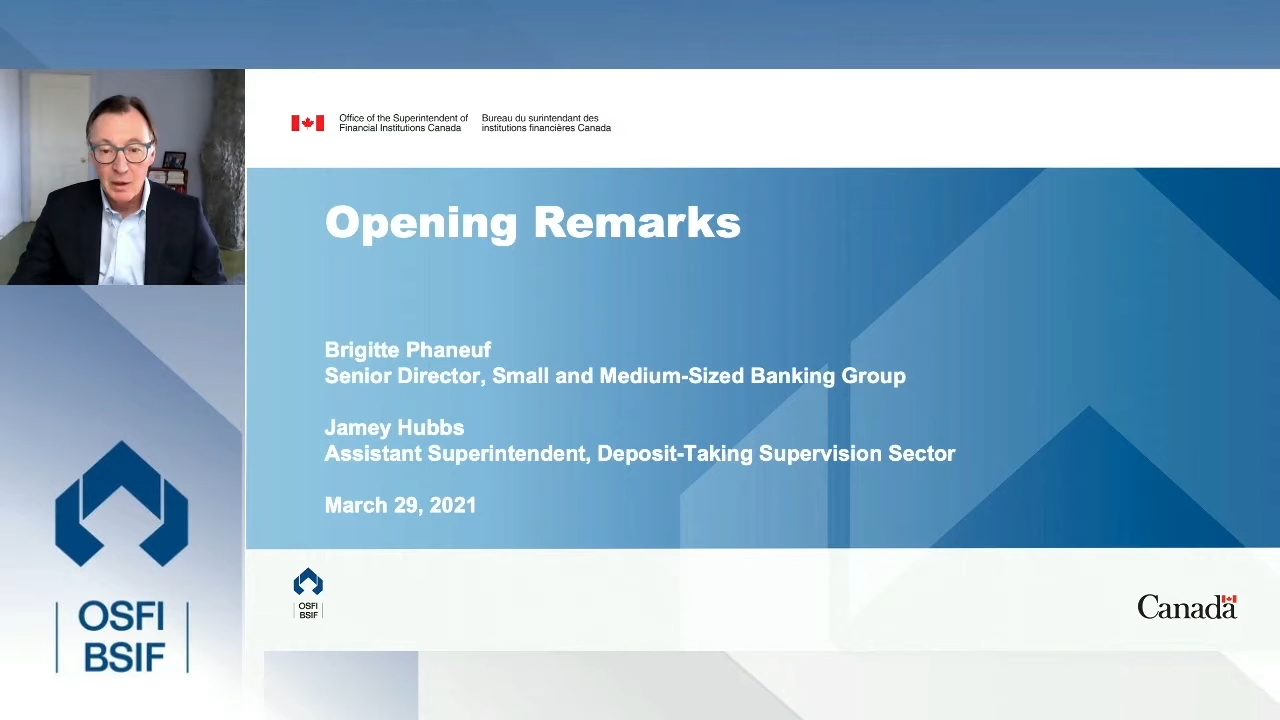 Office of the Superintendent of
Financial Institutions Canada
Bureau du surintendant des
institutions financières Canada
Opening Remarks
Brigitte Phaneuf
Senior Director, Small and Medium-Sized Banking Group
Jamey Hubbs
Assistant Superintendent, Deposit-Taking Supervision Sector
March 29, 2021
OSFI
BSIF
Canada
OSFI
BSIF